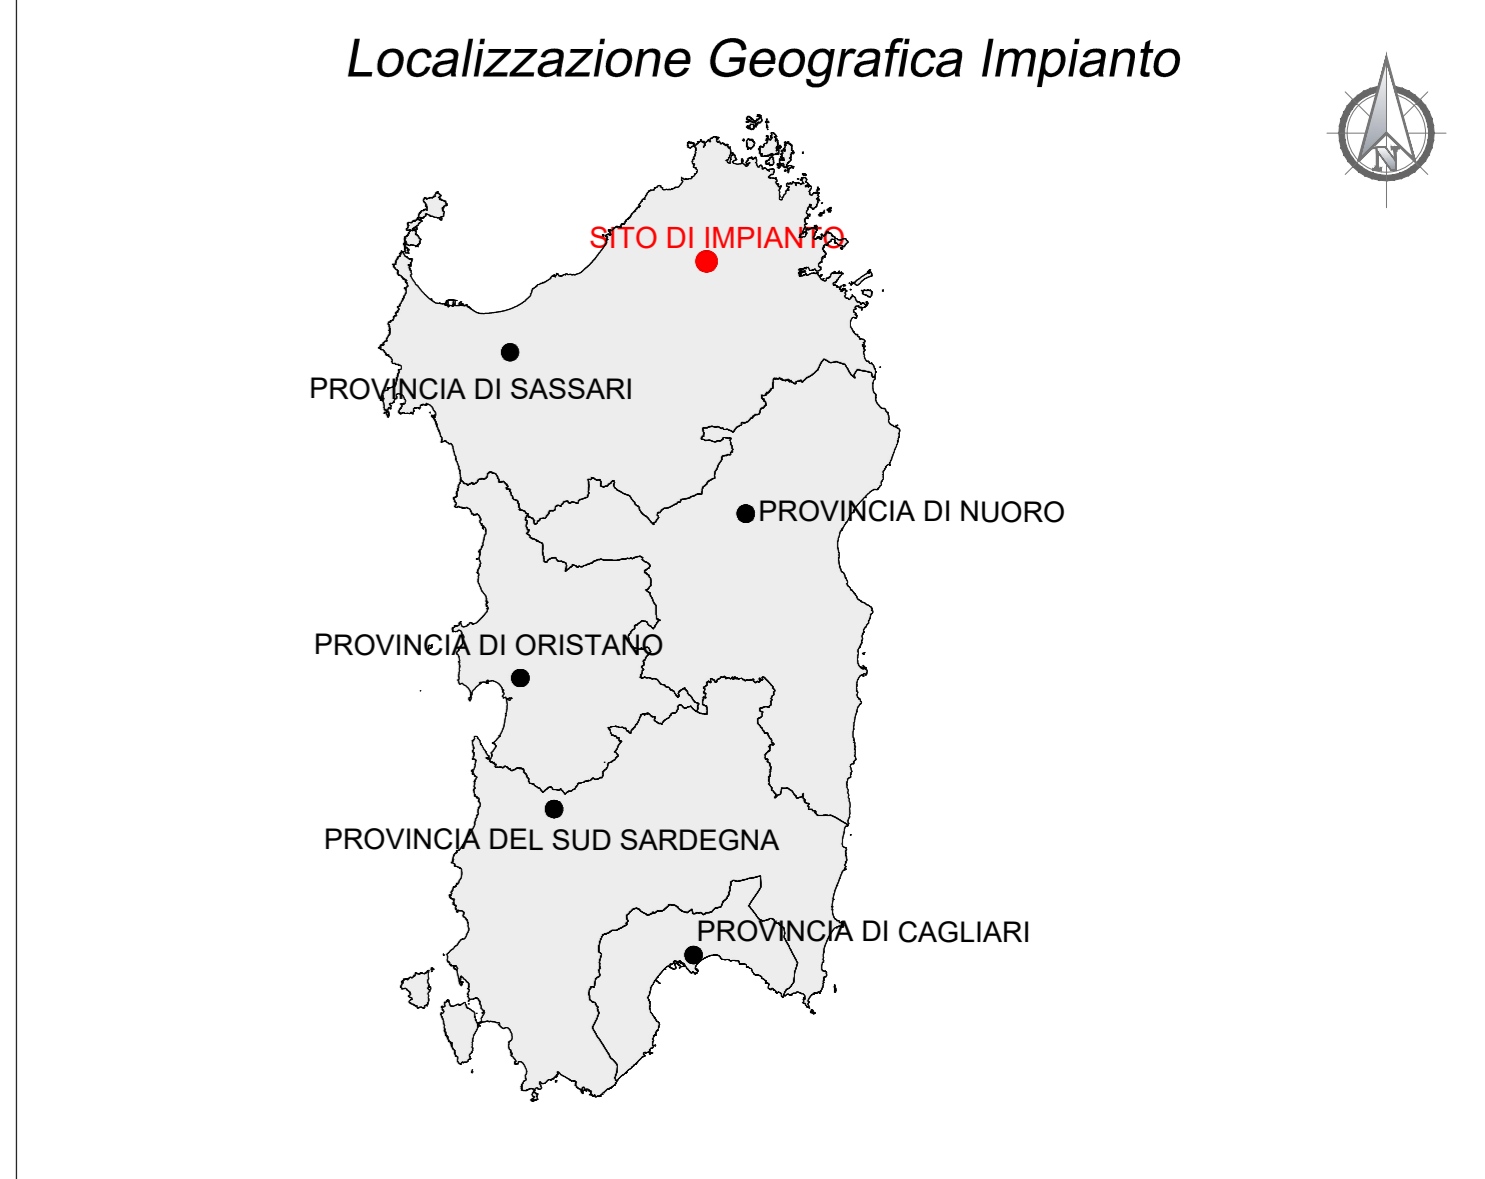 Localizzazione Geografica Impianto
N
SITO DI IMPIANTO
PROVINCIA DI SASSARI
PROVINCIA DI NUORO
PROVINCIA DI ORISTANO
PROVINCIA DEL SUD SARDEGNA
PROVINCIA DI CAGLIARI